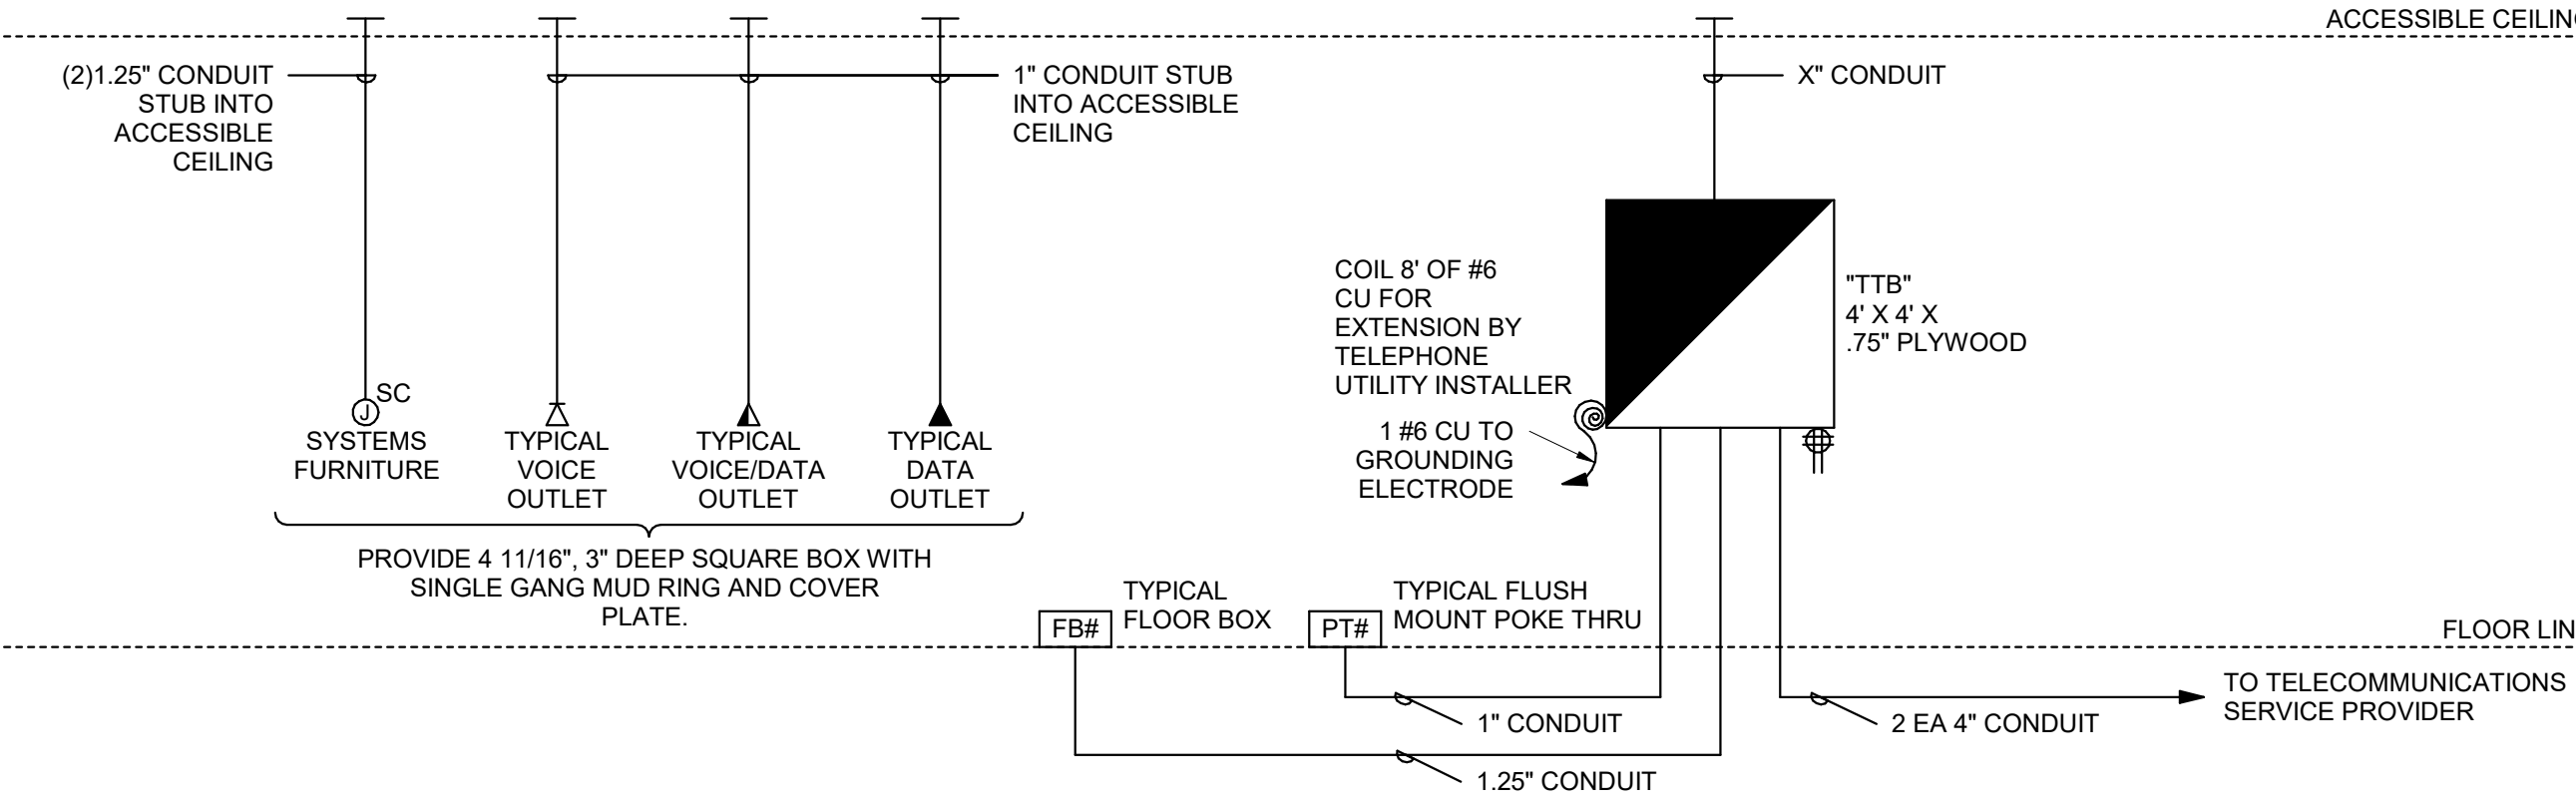 ACCESSIBLE CEILING
(2)1.25" CONDUIT
STUB INTO
ACCESSIBLE
CEILING
1" CONDUIT STUB
INTO ACCESSIBLE
CEILING
X" CONDUIT
COIL 8' OF #6
CU FOR
EXTENSION BY
TELEPHONE
UTILITY INSTALLER
"TTB"
4' X 4' X
.75" PLYWOOD
1 #6 CU TO
GROUNDING
ELECTRODE
SC
J
SYSTEMS
FURNITURE
TYPICAL
VOICE
OUTLET
TYPICAL
VOICE/DATA
OUTLET
TYPICAL
DATA
OUTLET
PROVIDE 4 11/16", 3" DEEP SQUARE BOX WITH
SINGLE GANG MUD RING AND COVER
PLATE.
FB#
TYPICAL
FLOOR BOX
PT#
TYPICAL FLUSH
MOUNT POKE THRU
FLOOR LIN
1" CONDUIT
1.25" CONDUIT
2 EA 4" CONDUIT
TO TELECOMMUNICATIONS
SERVICE PROVIDER